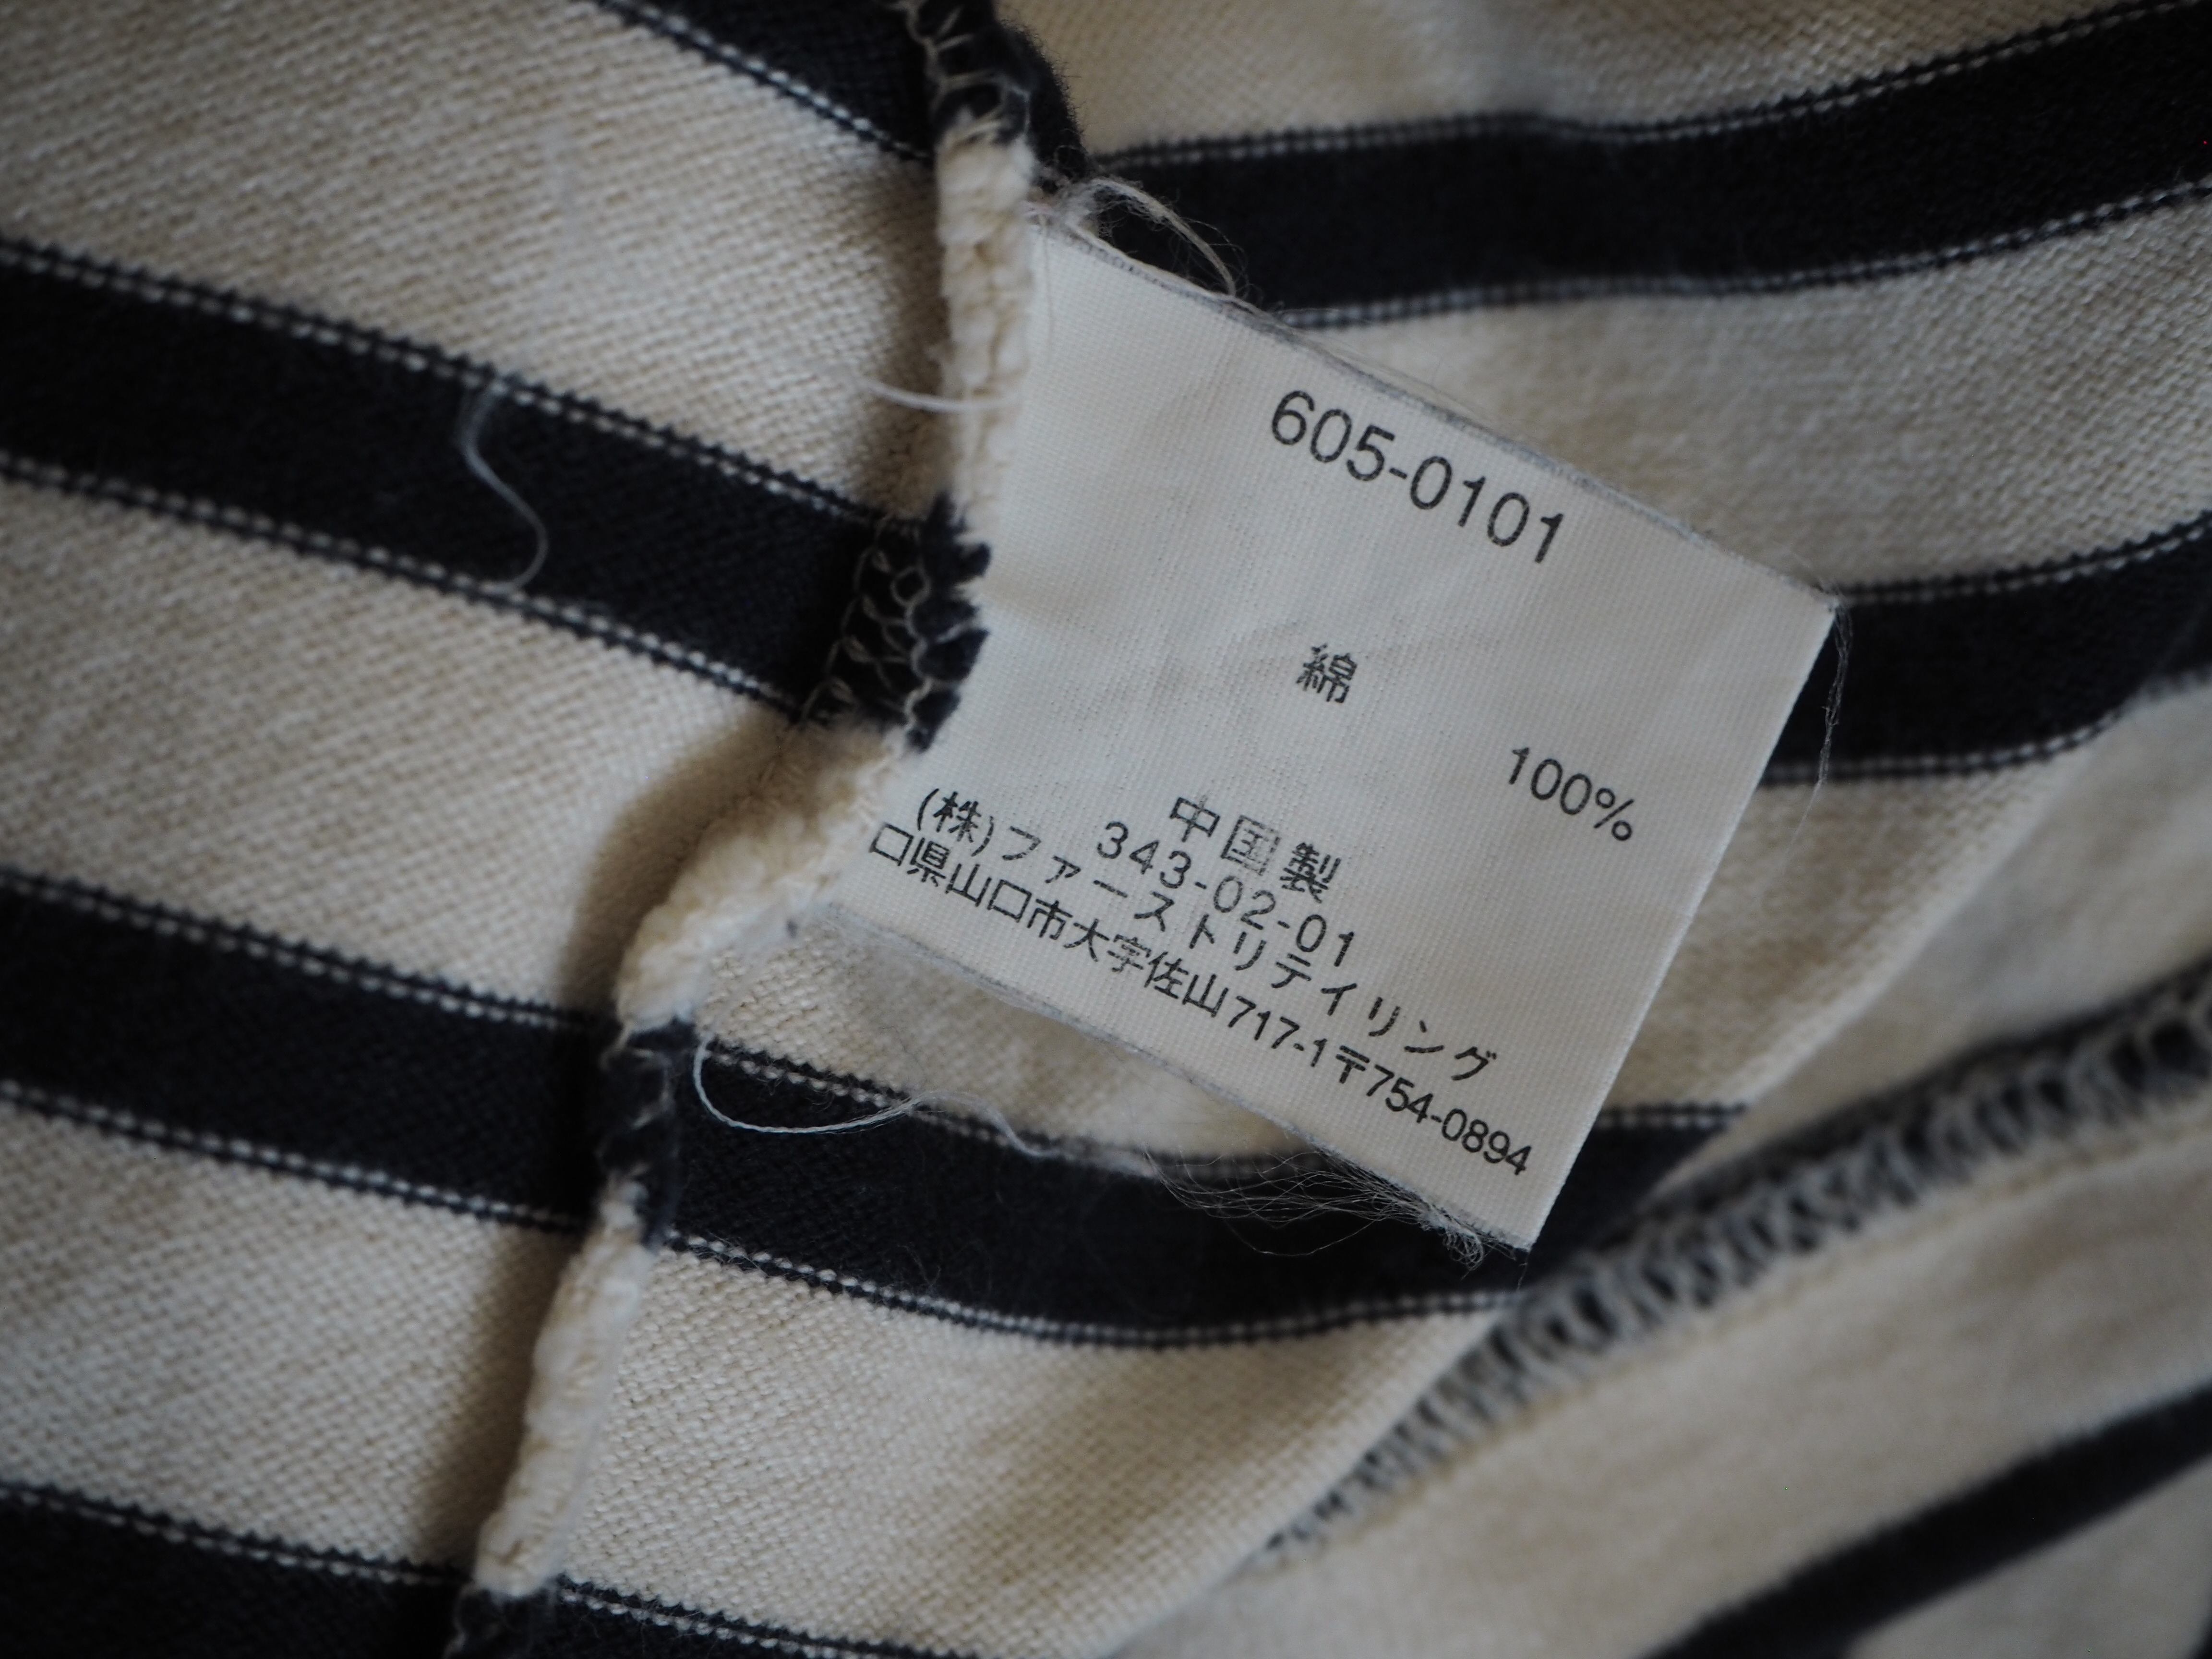 605-0101
綿
100%
中国製
343-02-01
(株)ファーストリテイリング
口県山口市大字佐山717-1〒754-0894